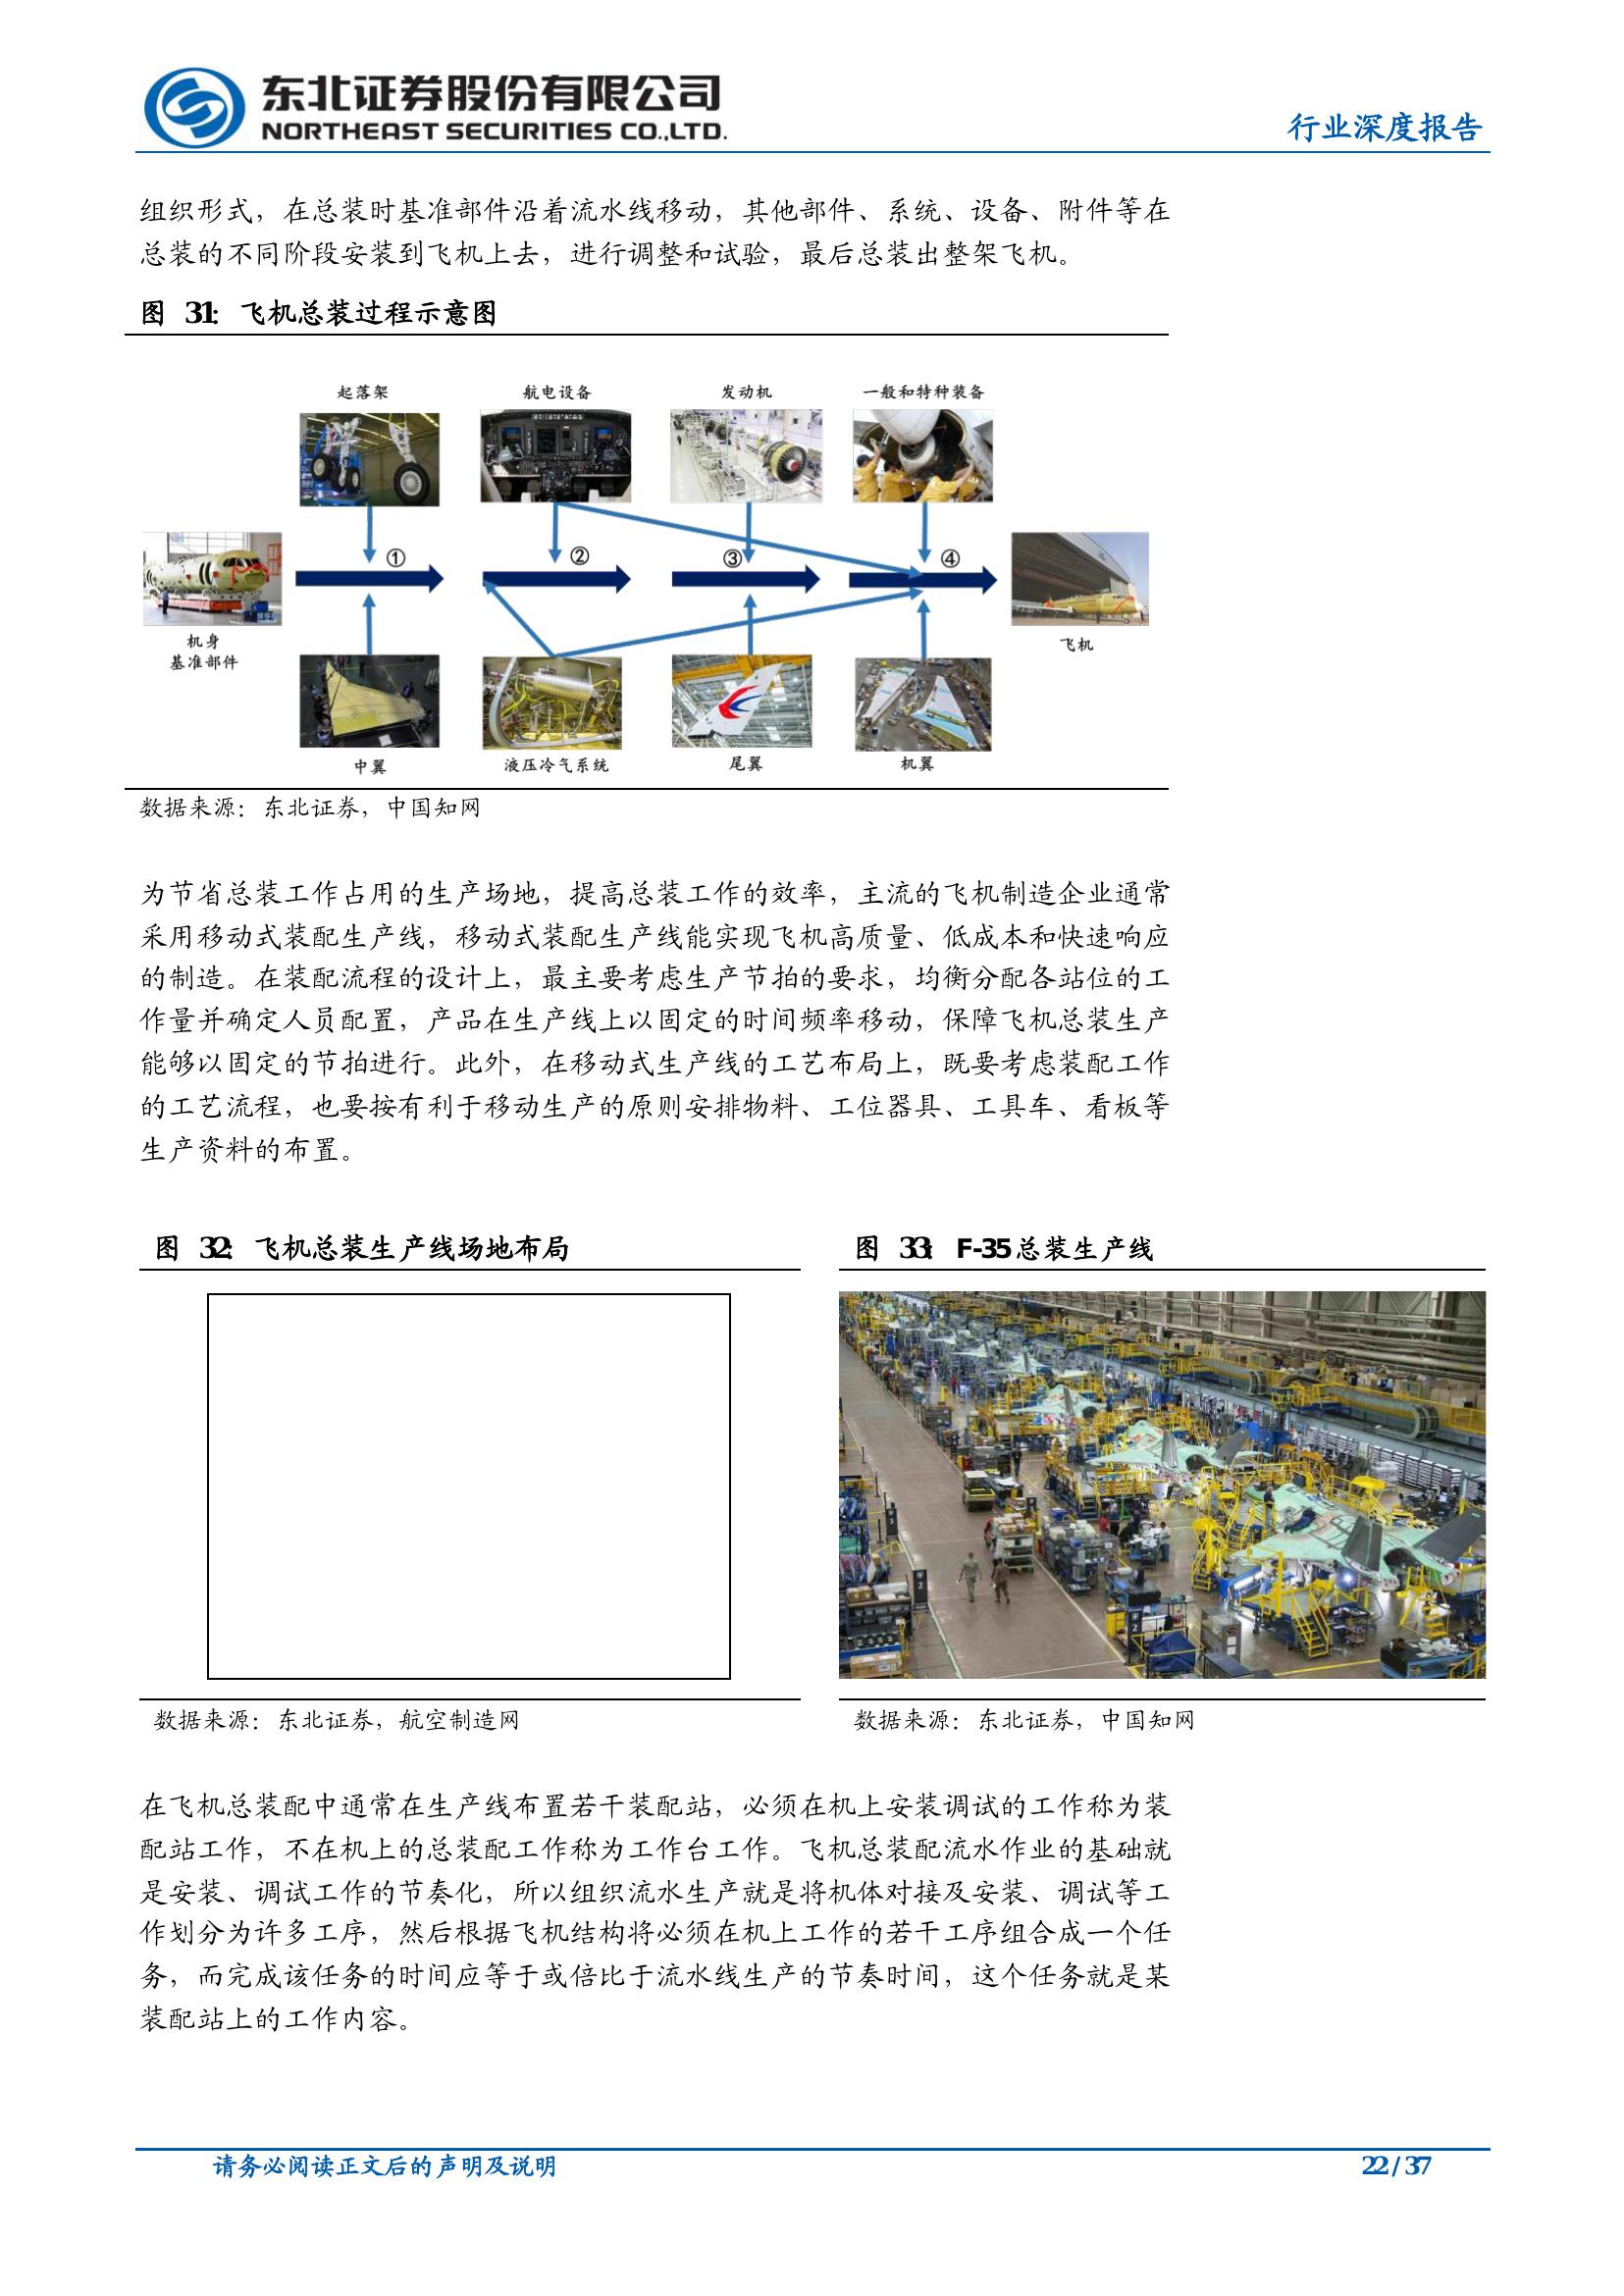 东北证券股份有限公司
NORTHEAST SECURITIES CO.,LTD.
行业深度报告
组织形式，在总装时基准部件沿着流水线移动，其他部件、系统、设备、附件等在
总装的不同阶段安装到飞机上去，进行调整和试验，最后总装出整架飞机。
图 31：飞机总装过程示意图
起落架 航电设备 发动机 一般和特种装备
① ② ③ ④
机身
基准部件
飞机
中翼 液压冷气系统 尾翼 机翼
数据来源：东北证券，中国知网
为节省总装工作占用的生产场地，提高总装工作的效率，主流的飞机制造企业通常
采用移动式装配生产线，移动式装配生产线能实现飞机高质量、低成本和快速响应
的制造。在装配流程的设计上，最主要考虑生产节拍的要求，均衡分配各站位的工
作量并确定人员配置，产品在生产线上以固定的时间频率移动，保障飞机总装生产
能够以固定的节拍进行。此外，在移动式生产线的工艺布局上，既要考虑装配工作
的工艺流程，也要按有利于移动生产的原则安排物料、工位器具、工具车、看板等
生产资料的布置。
图 32：飞机总装生产线场地布局
图 33：F-35 总装生产线
数据来源：东北证券，航空制造网
数据来源：东北证券，中国知网
在飞机总装配中通常在生产线布置若干装配站，必须在机上安装调试的工作称为装
配站工作，不在机上的总装配工作称为工作台工作。飞机总装配流水作业的基础就
是安装、调试工作的节奏化，所以组织流水生产就是将机体对接及安装、调试等工
作划分为许多工序，然后根据飞机结构将必须在机上工作的若干工序组合成一个任
务，而完成该任务的时间应等于或倍比于流水线生产的节奏时间，这个任务就是某
装配站上的工作内容。
请务必阅读正文后的声明及说明
22 / 37